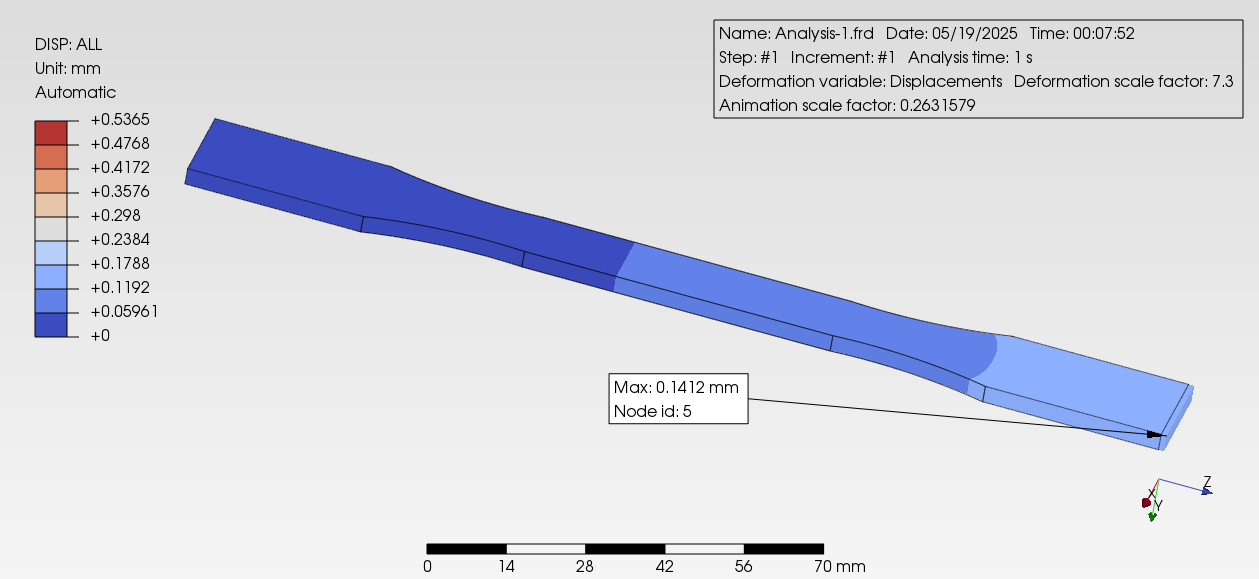 DISP: ALL
Unit: mm
Automatic
+0.5365
+0.4768
+0.4172
+0.3576
+0.298
+0.2384
+0.1788
+0.1192
+0.05961
+0
Name: Analysis-1.frd   Date: 05/19/2025   Time: 00:07:52
Step: #1   Increment: #1   Analysis time: 1 s
Deformation variable: Displacements   Deformation scale factor: 7.3
Animation scale factor: 0.2631579
Max: 0.1412 mm
Node id: 5
Z
X
Y
0 14 28 42 56 70 mm